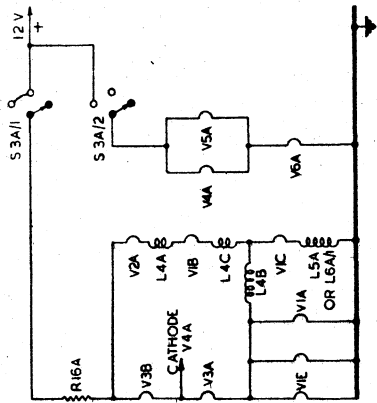 12 V
+
S 3A/1
S 3A/2
V5A
V4A
V6A
V2A
L4A
V1B
L4C
L4B
V1C
L5A
OR L6A/1
V1A
V1E
R16A
V3B
CATHODE
V4A
V3A